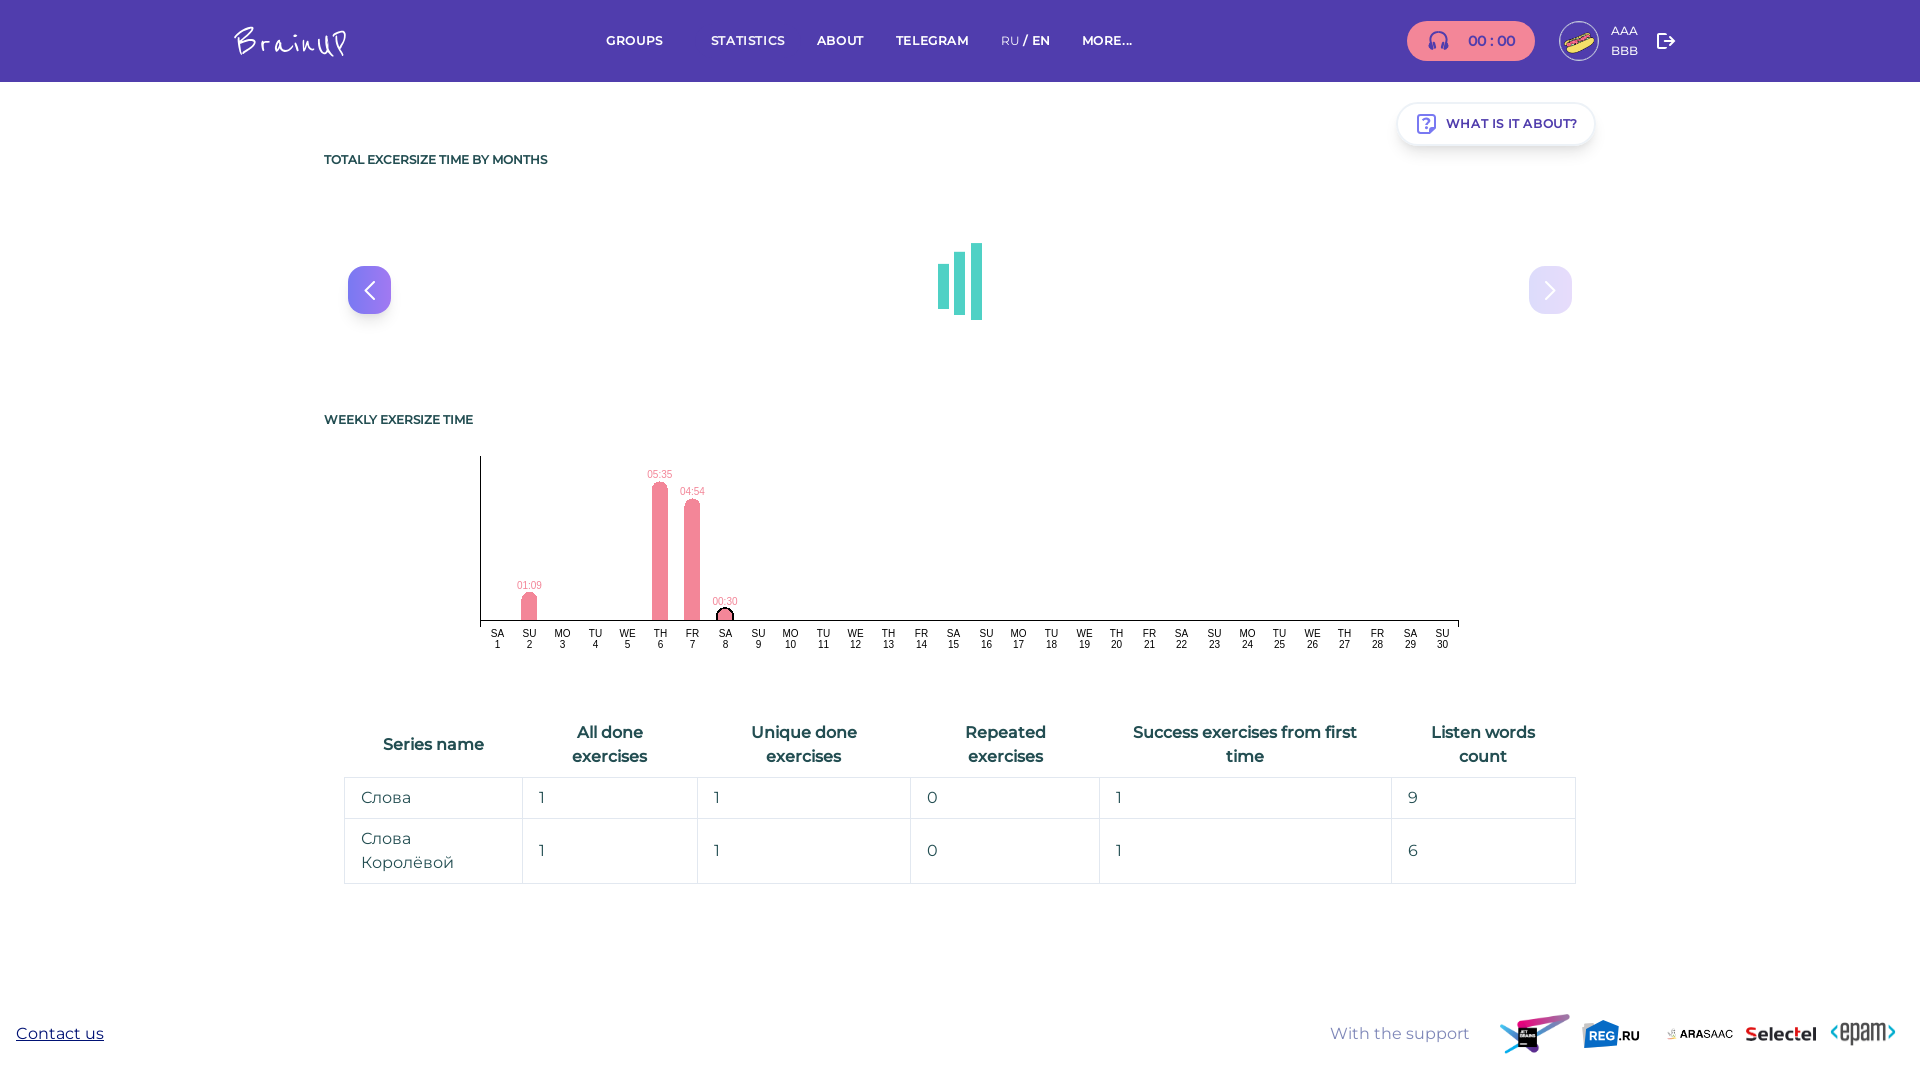 BrainUP
GROUPS
STATISTICS
ABOUT
TELEGRAM
RU / EN
MORE...
00 : 00
AAA
BBB
WHAT IS IT ABOUT?
TOTAL EXCERSIZE TIME BY MONTHS
WEEKLY EXERSIZE TIME
05:35
04:54
01:09
00:30
SA SU MO TU WE TH FR SA SU MO TU WE TH FR SA SU MO TU WE TH FR SA SU MO TU WE TH FR SA SU
1 2 3 4 5 6 7 8 9 10 11 12 13 14 15 16 17 18 19 20 21 22 23 24 25 26 27 28 29 30
Series name
All done
exercises
Unique done
exercises
Repeated
exercises
Success exercises from first
time
Listen words
count
Слова 1 1 0 1 9
Слова
Королёвой
1 1 0 1 6
Contact us
With the support
REG.RU
ARASAAC
Selectel
<epam>